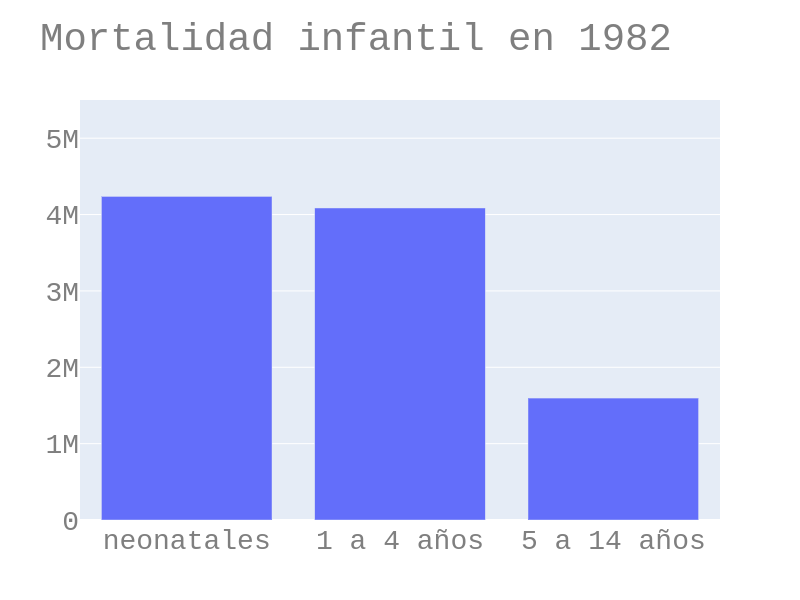 Mortalidad infantil en 1982
5M
4M
3M
2M
1M
0
neonatales
1 a 4 años
5 a 14 años